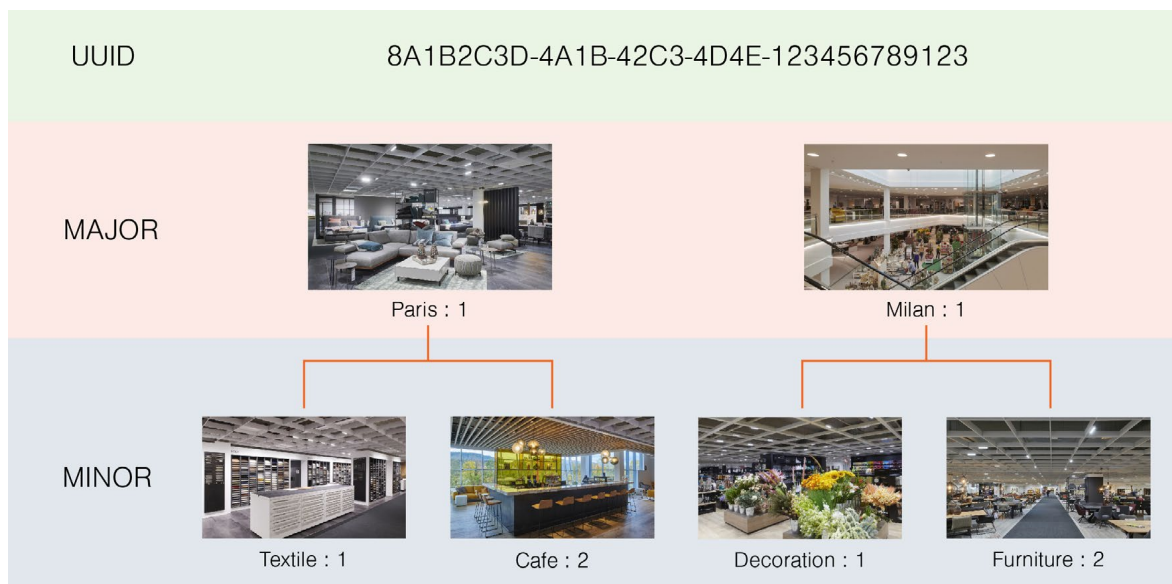 UUID 8A1B2C3D-4A1B-42C3-4D4E-123456789123
MAJOR
Paris : 1 Milan : 1
MINOR
Textile : 1 Cafe : 2 Decoration : 1 Furniture : 2